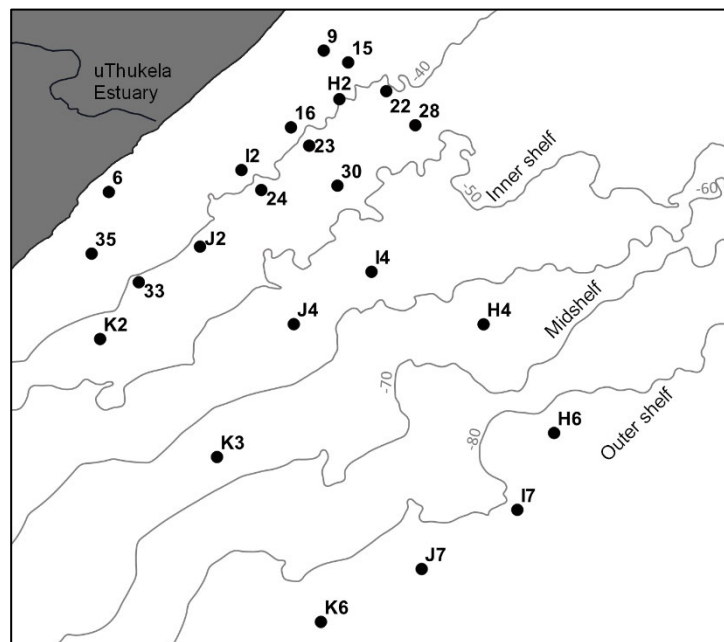 9
15
uThukela
Estuary
-40
H2
22
28
16
23
I2
30
Inner shelf
6
24
-50
-60
35
J2
I4
33
J4
H4
Midshelf
K2
-70
H6
Outer shelf
-80
K3
I7
J7
K6